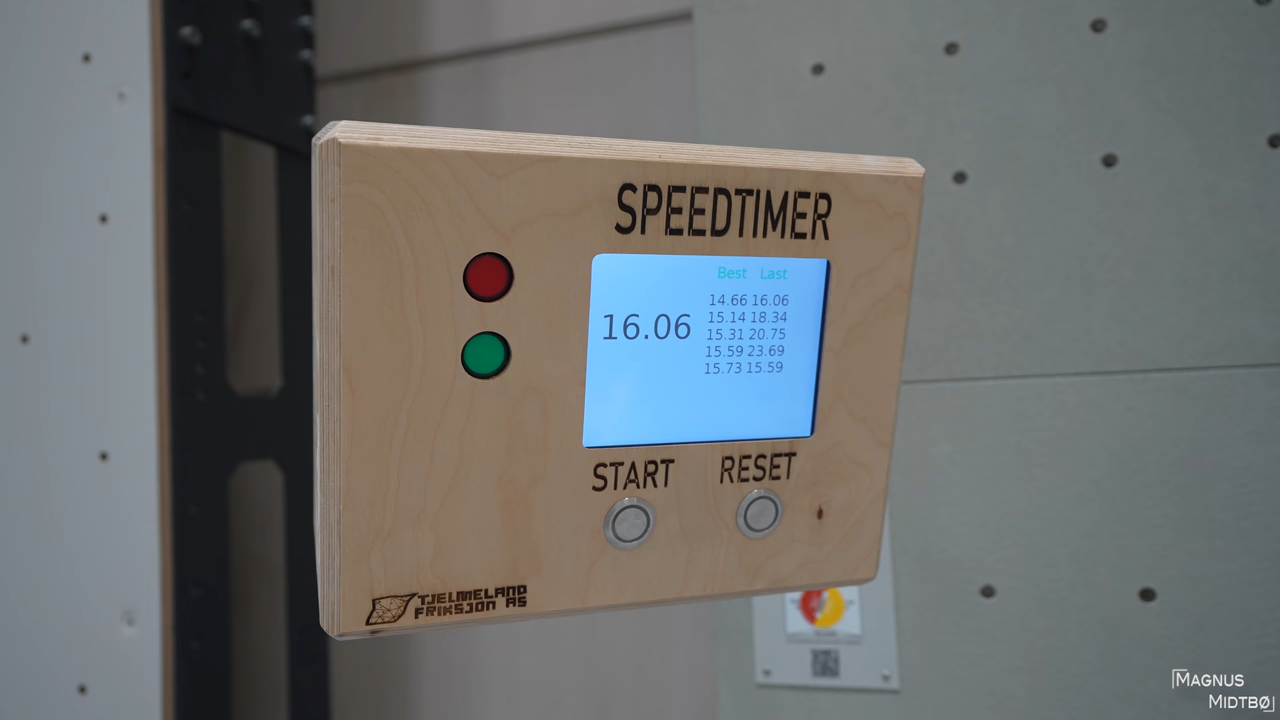 SPEEDTIMER
Best Last
16.06
14.66 16.06
15.14 18.34
15.31 20.75
15.59 23.69
15.73 15.59
START RESET
TJELMELAND
FRIKSJON AS
MAGNUS
MIDTBØ